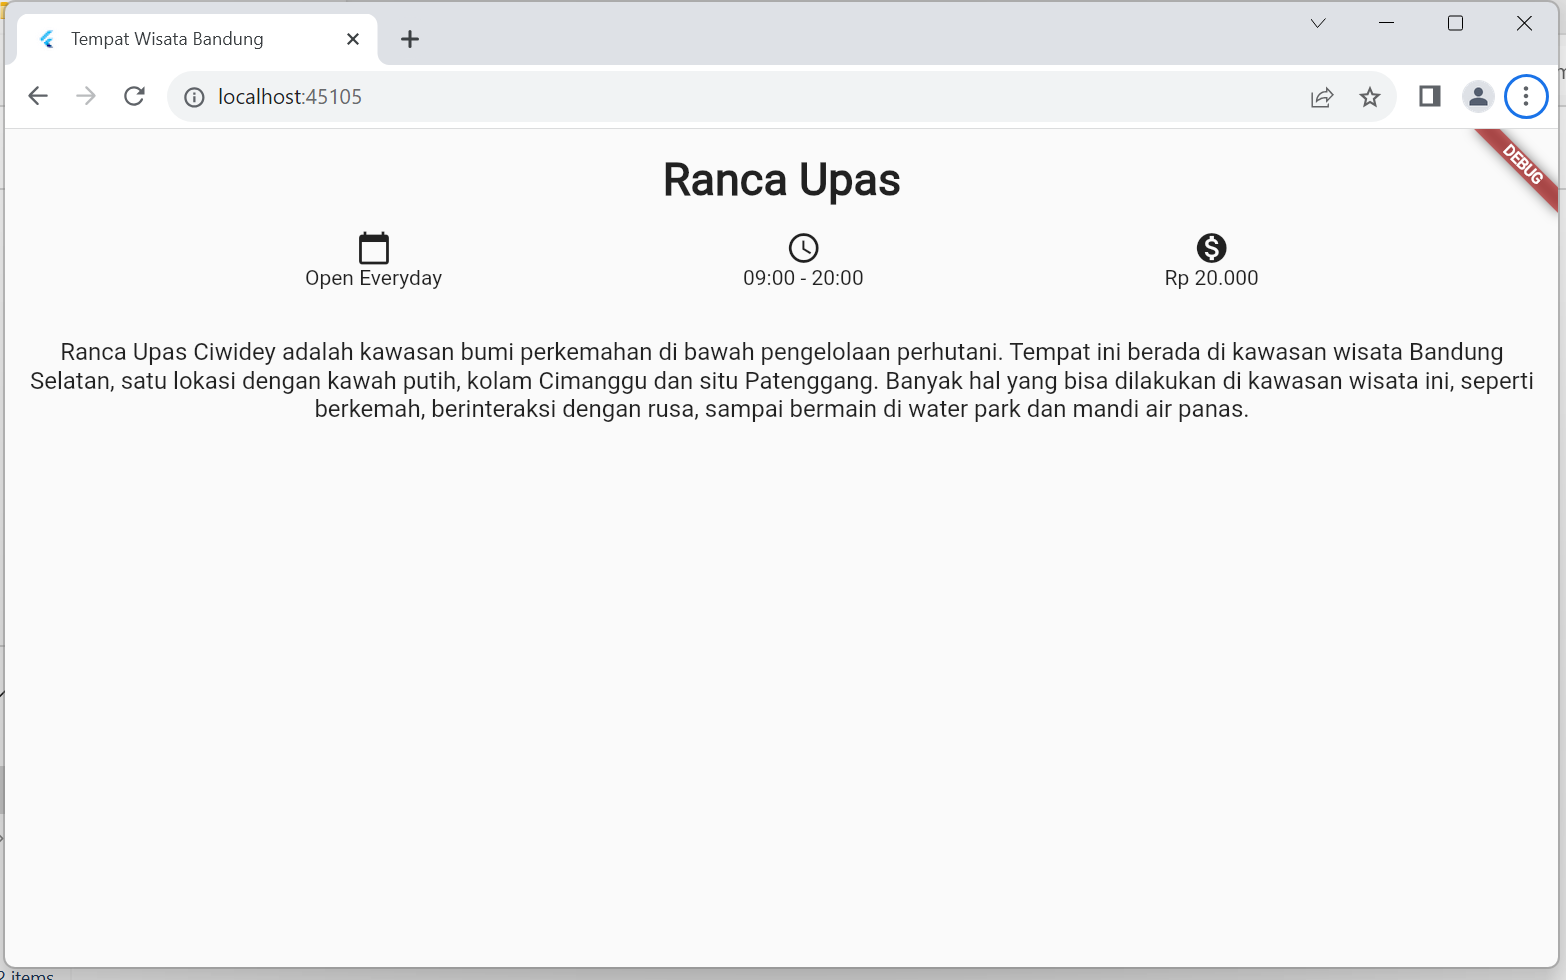 Tempat Wisata Bandung
localhost:45105
DEBUG
Ranca Upas
Open Everyday
09:00 - 20:00
Rp 20.000
Ranca Upas Ciwidey adalah kawasan bumi perkemahan di bawah pengelolaan perhutani. Tempat ini berada di kawasan wisata Bandung
Selatan, satu lokasi dengan kawah putih, kolam Cimanggu dan situ Patenggang. Banyak hal yang bisa dilakukan di kawasan wisata ini, seperti
berkemah, berinteraksi dengan rusa, sampai bermain di water park dan mandi air panas.
2 items